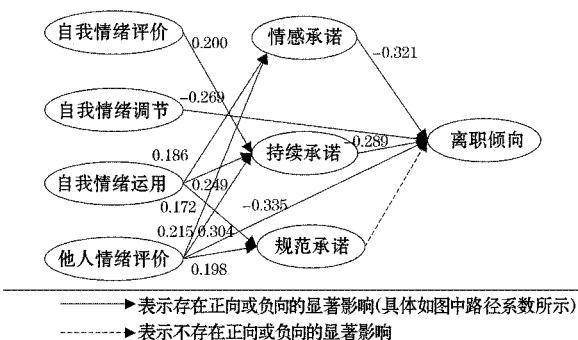 自我情绪评价
0.200
情感承诺
-0.321
自我情绪调节
-0.269
0.186
持续承诺
-0.289
离职倾向
自我情绪运用
0.249
0.172
-0.335
0.215
0.304
规范承诺
他人情绪评价
0.198
表示存在正向或负向的显著影响(具体如图中路径系数所示)
表示不存在正向或负向的显著影响